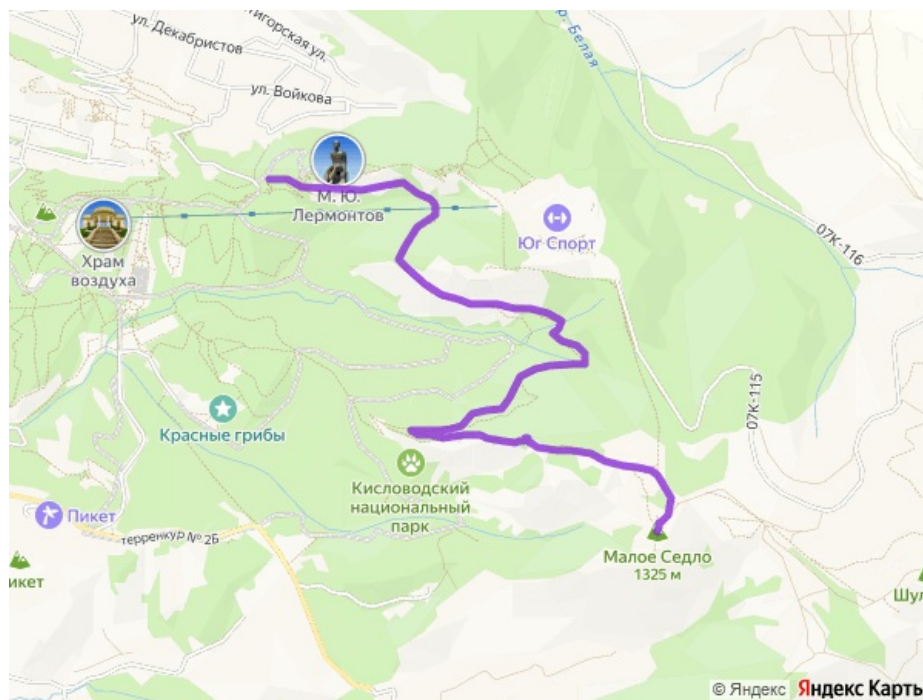 ул. Декабристов
тигорская ул.
р. Белая
ул. Войкова
М. Ю.
Лермонтов
Храм
воздуха
Юг Спорт
07К-116
07К-115
Красные грибы
Кисловодский
национальный
парк
Пикет
терренкур № 2Б
Малое Седло
1325 м
икет
Шул
© Яндекс Яндекс Карты